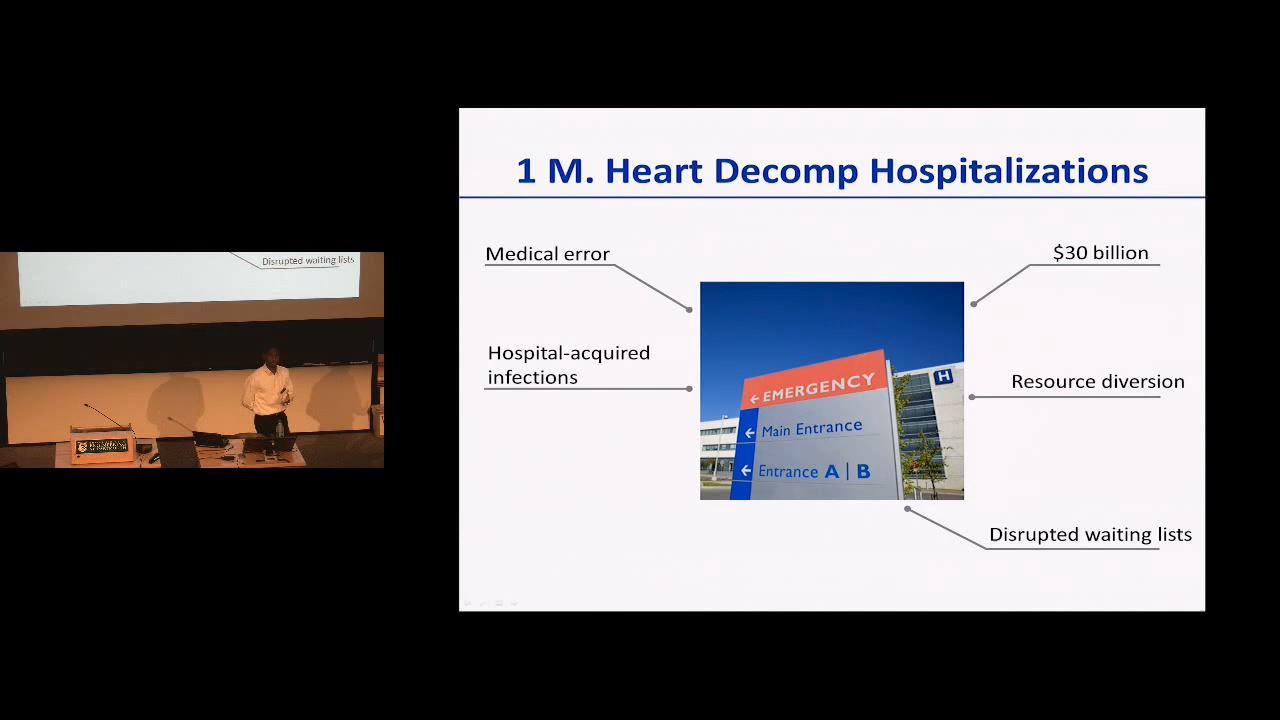 1 M. Heart Decomp Hospitalizations
Medical error
$30 billion
Hospital-acquired
infections
Resource diversion
Disrupted waiting lists
EMERGENCY
H
Main Entrance
Entrance A | B
Disrupted waiting lists